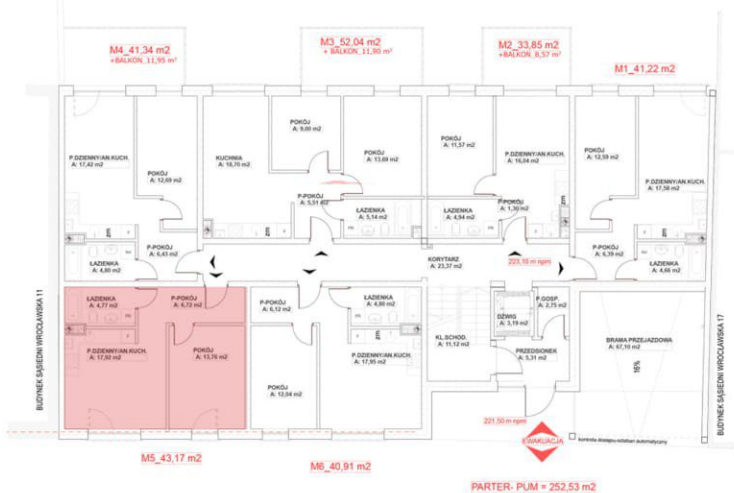 M4_41,34 m2
+BALKON_11,95 m²
M3_52,04 m2
+ BALKON_11,90 m²
M2_33,85 m2
+BALKON_8,57 m²
M1_41,22 m2
P.DZIENNY/AN.KUCH.
A: 17,42 m2
POKÓJ
A: 12,69 m2
KUCHNIA
A: 18,70 m2
POKÓJ
A: 9,00 m2
POKÓJ
A: 13,69 m2
POKÓJ
A: 11,57 m2
P.DZIENNY/AN.KUCH.
A: 16,04 m2
POKÓJ
A: 12,59 m2
P.DZIENNY/AN.KUCH.
A: 17,58 m2
P-POKÓJ
A: 5,51 m2
ŁAZIENKA
A: 5,14 m2
ŁAZIENKA
A: 4,94 m2
P-POKÓJ
A: 1,30 m2
zm
zm
zm
zm
P-POKÓJ
A: 6,43 m2
ŁAZIENKA
A: 4,80 m2
KORYTARZ
A: 23,37 m2
223,10 m npm
P-POKÓJ
A: 6,39 m2
ŁAZIENKA
A: 4,66 m2
ŁAZIENKA
A: 4,77 m2
P-POKÓJ
A: 6,72 m2
P-POKÓJ
A: 6,12 m2
ŁAZIENKA
A: 4,80 m2
DŹWIG
A: 3,19 m2
P.GOSP.
A: 2,75 m2
KL.SCHOD.
A: 11,12 m2
PRZEDSIONEK
A: 5,31 m2
BRAMA PRZEJAZDOWA
A: 67,10 m2
16%
zm
zm
P.DZIENNY/AN.KUCH.
A: 17,92 m2
POKÓJ
A: 13,76 m2
POKÓJ
A: 12,04 m2
P.DZIENNY/AN.KUCH.
A: 17,95 m2
BUDYNEK SĄSIEDNI WROCŁAWSKA 11
BUDYNEK SĄSIEDNI WROCŁAWSKA 17
221,50 m npm
EWAKUACJA
M5_43,17 m2
M6_40,91 m2
PARTER- PUM = 252,53 m2